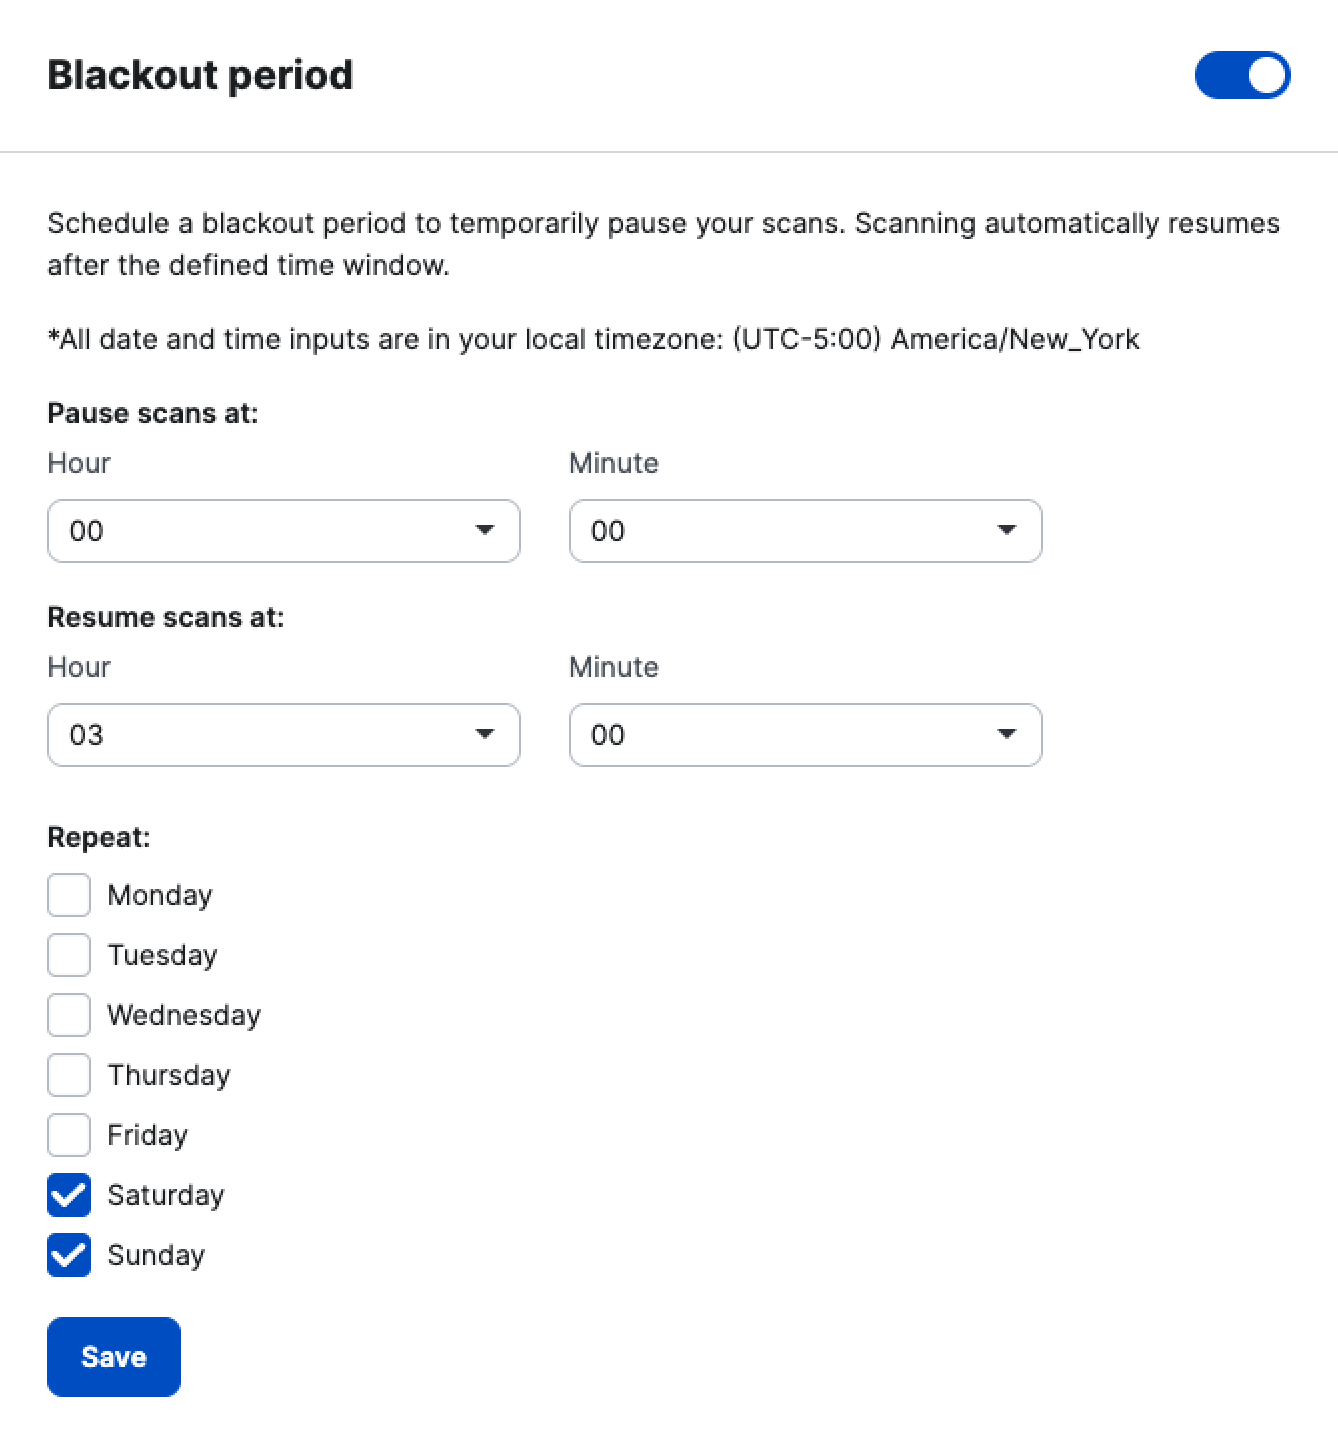 Blackout period
Schedule a blackout period to temporarily pause your scans. Scanning automatically resumes
after the defined time window.
*All date and time inputs are in your local timezone: (UTC-5:00) America/New_York
Pause scans at:
Hour Minute
00 00
Resume scans at:
Hour Minute
03 00
Repeat:
Monday
Tuesday
Wednesday
Thursday
Friday
Saturday
Sunday
Save